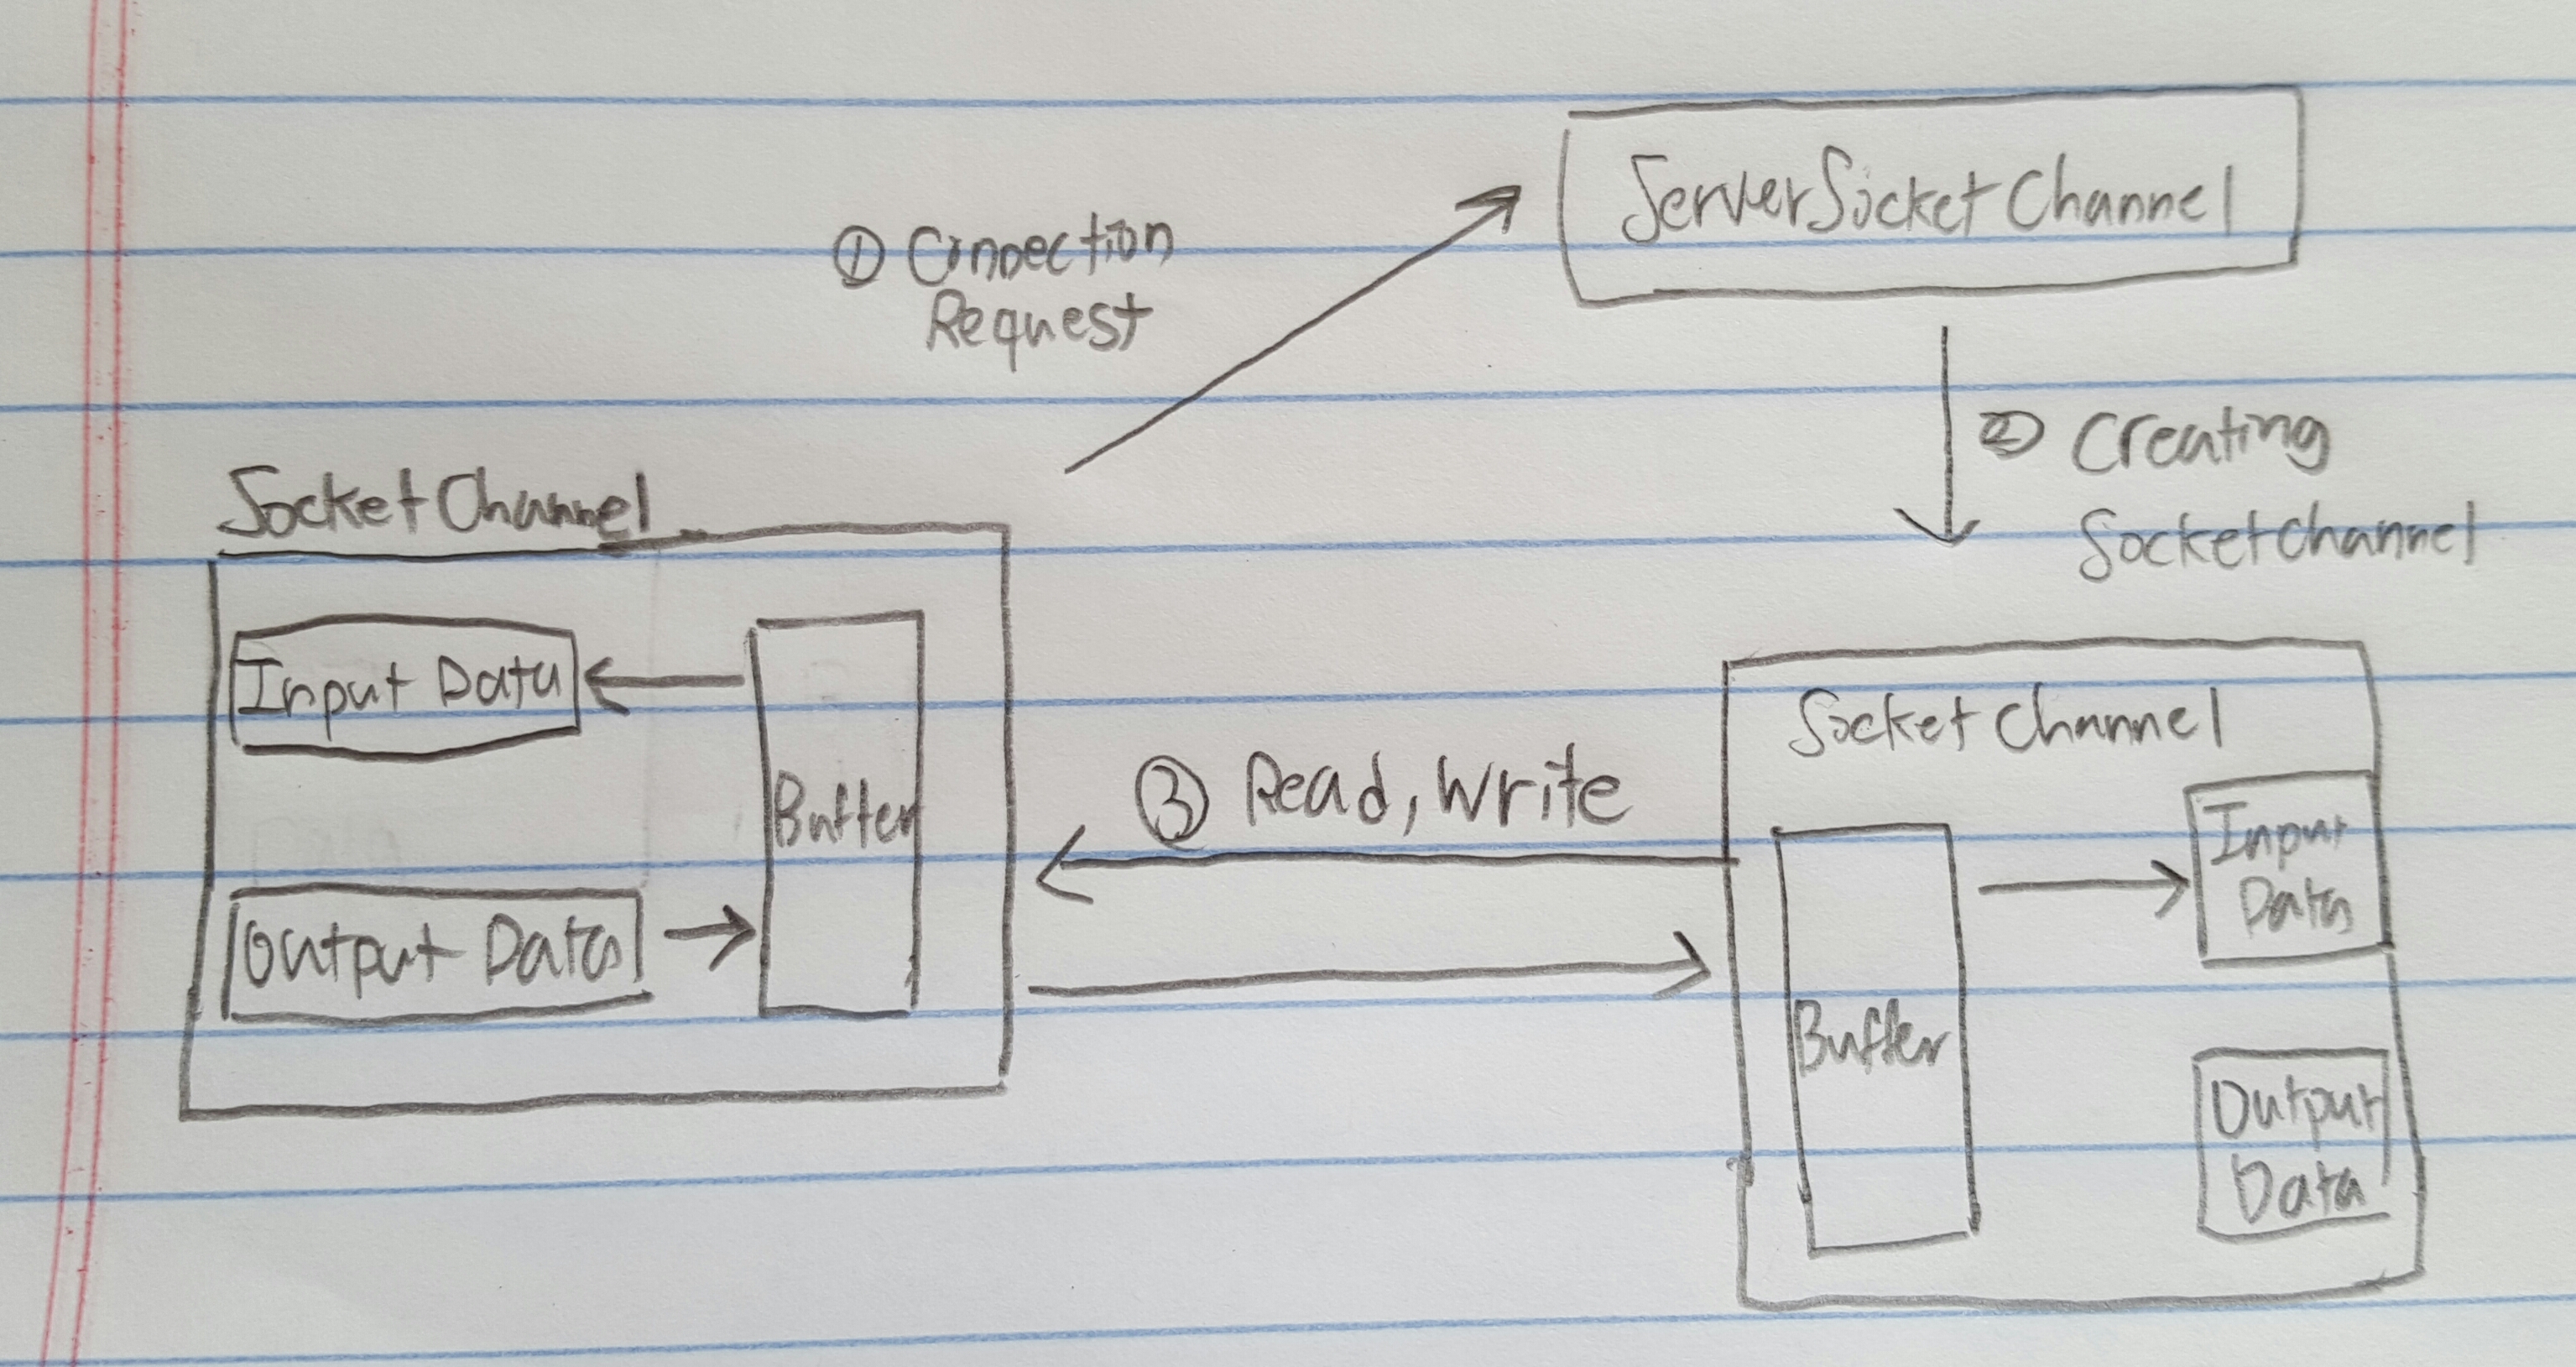 ServerSocketChannel
① Connection
Request
② Creating
SocketChannel
SocketChannel
Input Data
Buffer
Output Data
③ Read, Write
SocketChannel
Input
Data
Buffer
Output
Data